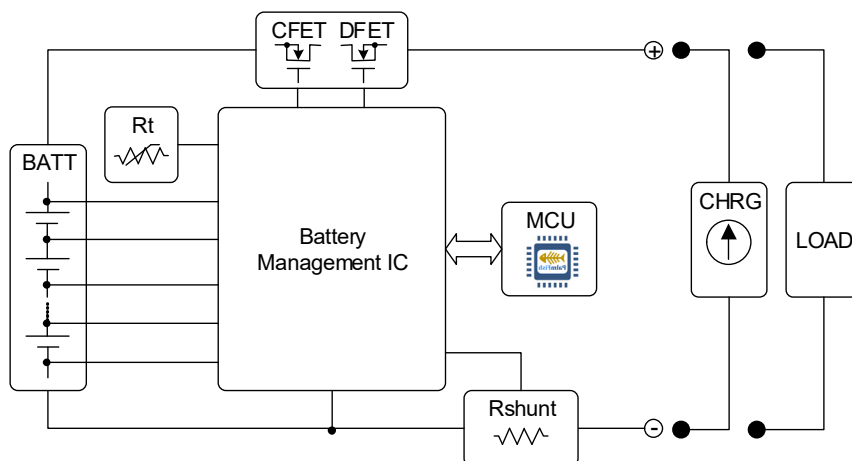 CFET DFET
+
Rt
BATT
Battery
Management IC
MCU
CHRG
LOAD
Rshunt
-